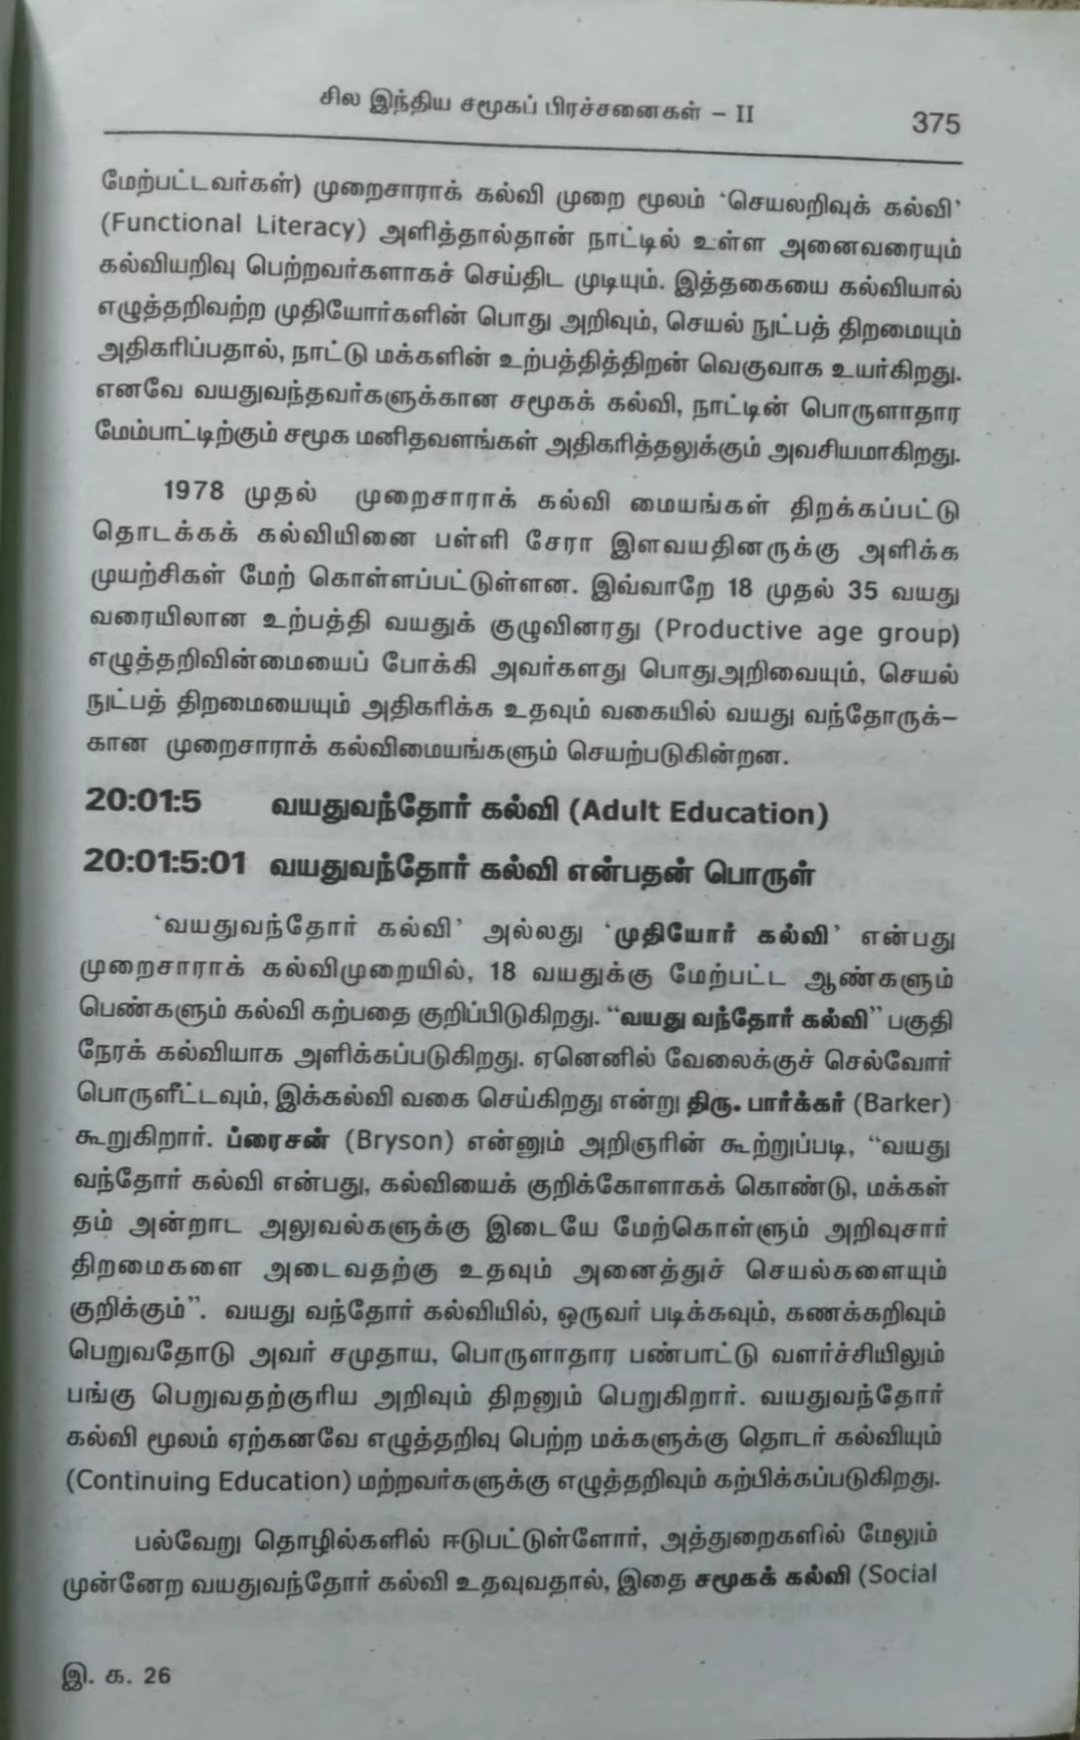 சில இந்திய சமூகப் பிரச்சனைகள் – II 375
மேற்பட்டவர்கள்) முறைசாராக் கல்வி முறை மூலம் ‘செயலறிவுக் கல்வி’
(Functional Literacy) அளித்தால்தான் நாட்டில் உள்ள அனைவரையும்
கல்வியறிவு பெற்றவர்களாகச் செய்திட முடியும். இத்தகையை கல்வியால்
எழுத்தறிவற்ற முதியோர்களின் பொது அறிவும், செயல் நுட்பத் திறமையும்
அதிகரிப்பதால், நாட்டு மக்களின் உற்பத்தித்திறன் வெகுவாக உயர்கிறது.
எனவே வயதுவந்தவர்களுக்கான சமூகக் கல்வி, நாட்டின் பொருளாதார
மேம்பாட்டிற்கும் சமூக மனிதவளங்கள் அதிகரித்தலுக்கும் அவசியமாகிறது.
1978 முதல் முறைசாராக் கல்வி மையங்கள் திறக்கப்பட்டு
தொடக்கக் கல்வியினை பள்ளி சேரா இளவயதினருக்கு அளிக்க
முயற்சிகள் மேற் கொள்ளப்பட்டுள்ளன. இவ்வாறே 18 முதல் 35 வயது
வரையிலான உற்பத்தி வயதுக் குழுவினரது (Productive age group)
எழுத்தறிவின்மையைப் போக்கி அவர்களது பொதுஅறிவையும், செயல்
நுட்பத் திறமையையும் அதிகரிக்க உதவும் வகையில் வயது வந்தோருக்–
கான முறைசாராக் கல்விமையங்களும் செயற்படுகின்றன.
20:01:5 வயதுவந்தோர் கல்வி (Adult Education)
20:01:5:01 வயதுவந்தோர் கல்வி என்பதன் பொருள்
‘வயதுவந்தோர் கல்வி’ அல்லது ‘முதியோர் கல்வி’ என்பது
முறைசாராக் கல்விமுறையில், 18 வயதுக்கு மேற்பட்ட ஆண்களும்
பெண்களும் கல்வி கற்பதை குறிப்பிடுகிறது. “வயது வந்தோர் கல்வி” பகுதி
நேரக் கல்வியாக அளிக்கப்படுகிறது. ஏனெனில் வேலைக்குச் செல்வோர்
பொருளீட்டவும், இக்கல்வி வகை செய்கிறது என்று திரு. பார்க்கர் (Barker)
கூறுகிறார். ப்ரைசன் (Bryson) என்னும் அறிஞரின் கூற்றுப்படி, “வயது
வந்தோர் கல்வி என்பது, கல்வியைக் குறிக்கோளாகக் கொண்டு, மக்கள்
தம் அன்றாட அலுவல்களுக்கு இடையே மேற்கொள்ளும் அறிவுசார்
திறமைகளை அடைவதற்கு உதவும் அனைத்துச் செயல்களையும்
குறிக்கும்”. வயது வந்தோர் கல்வியில், ஒருவர் படிக்கவும், கணக்கறிவும்
பெறுவதோடு அவர் சமுதாய, பொருளாதார பண்பாட்டு வளர்ச்சியிலும்
பங்கு பெறுவதற்குரிய அறிவும் திறனும் பெறுகிறார். வயதுவந்தோர்
கல்வி மூலம் ஏற்கனவே எழுத்தறிவு பெற்ற மக்களுக்கு தொடர் கல்வியும்
(Continuing Education) மற்றவர்களுக்கு எழுத்தறிவும் கற்பிக்கப்படுகிறது.
பல்வேறு தொழில்களில் ஈடுபட்டுள்ளோர், அத்துறைகளில் மேலும்
முன்னேற வயதுவந்தோர் கல்வி உதவுவதால், இதை சமூகக் கல்வி (Social
இ. க. 26